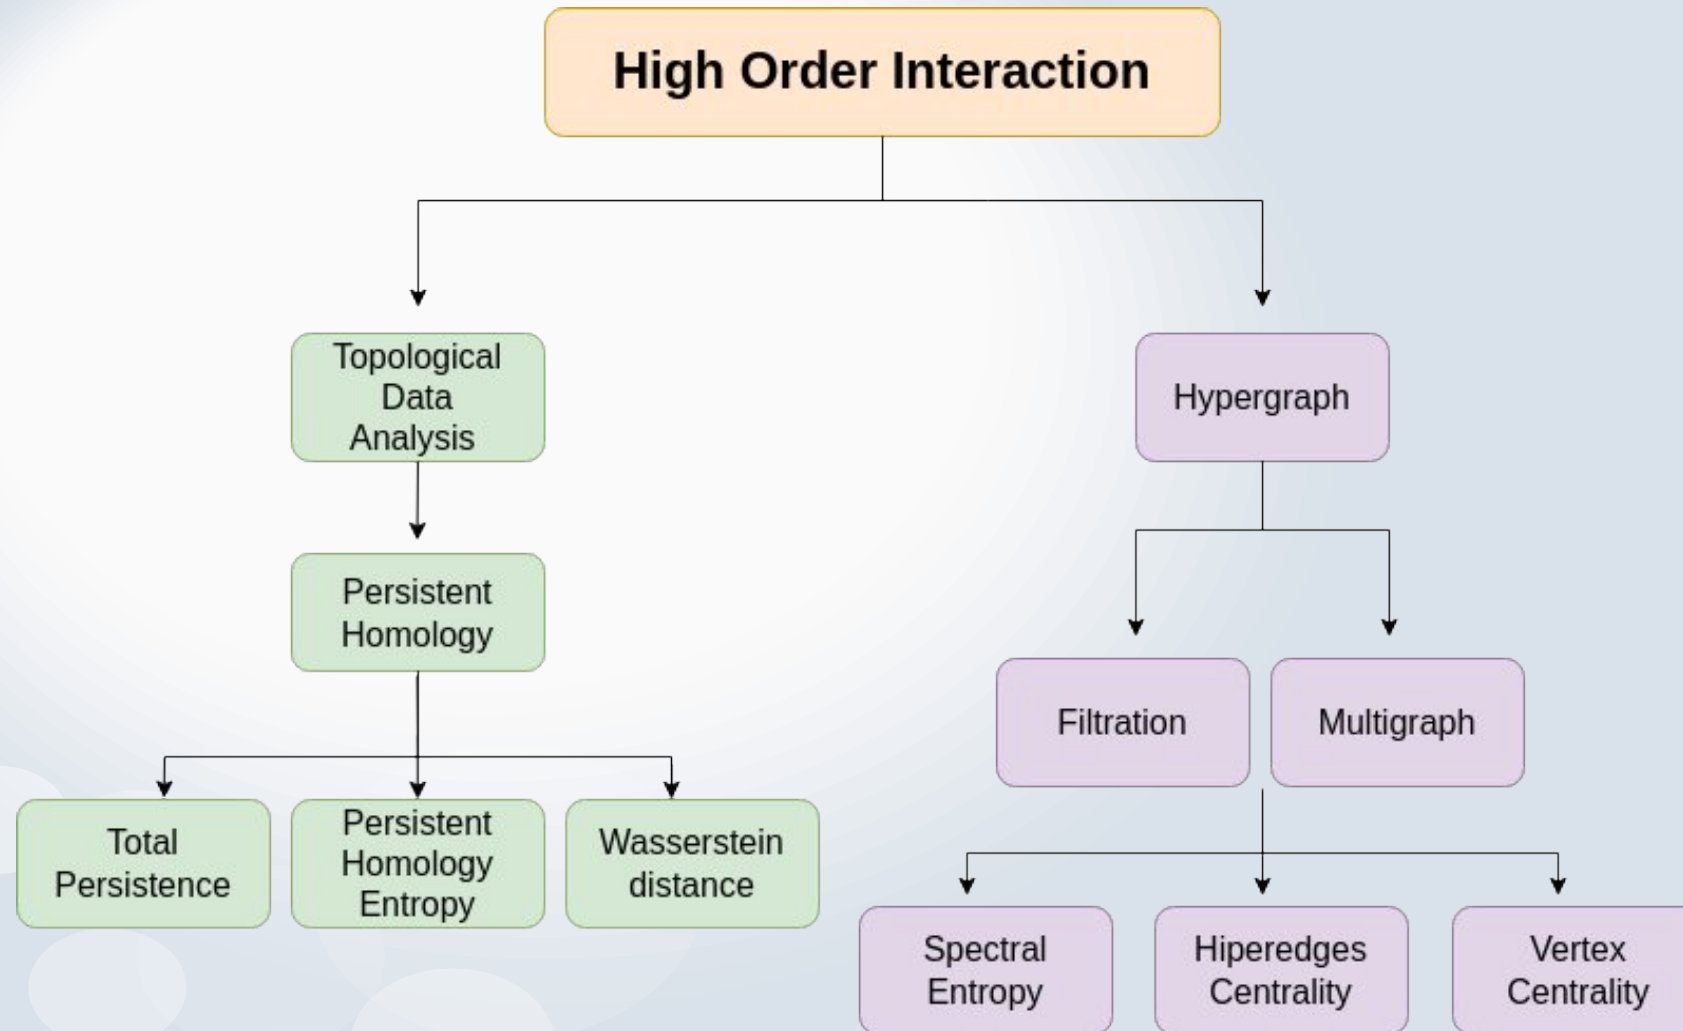 High Order Interaction
Topological
Data
Analysis
Hypergraph
Persistent
Homology
Filtration
Multigraph
Total
Persistence
Persistent
Homology
Entropy
Wasserstein
distance
Spectral
Entropy
Hiperedges
Centrality
Vertex
Centrality